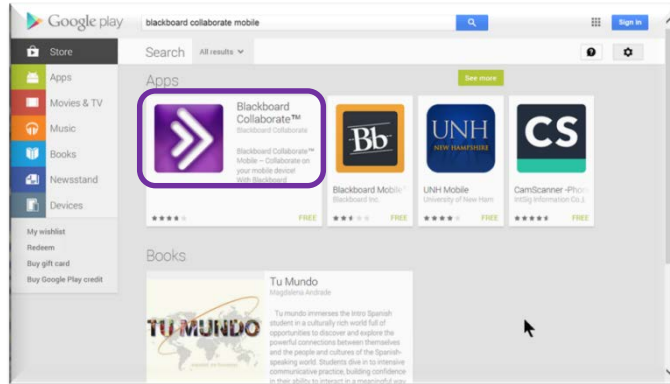 Google play
blackboard collaborate mobile
Sign in
Store
Search
All results
Apps
Apps
See more
Movies & TV
Music
Books
Newsstand
Devices
My wishlist
Redeem
Buy gift card
Buy Google Play credit
Blackboard
Collaborate™
Blackboard Collaborate
Blackboard Collaborate™
Mobile – Collaborate on
your mobile device!
With Blackboard
FREE
Bb
Blackboard Mobile™
Blackboard Inc.
FREE
UNH
NEW HAMPSHIRE
UNH Mobile
University of New Ham
FREE
CS
CamScanner -Phon
IntSig Information Co.,L
FREE
Books
TU MUNDO
Tu Mundo
Magdalena Andrade
Tu mundo immerses the Intro Spanish
student in a culturally rich world full of
opportunities to discover and explore the
powerful connections between themselves
and the people and cultures of the Spanish-
speaking world. Students dive in to intensive
communicative practice, building confidence
in their ability to interact in a meaningful way